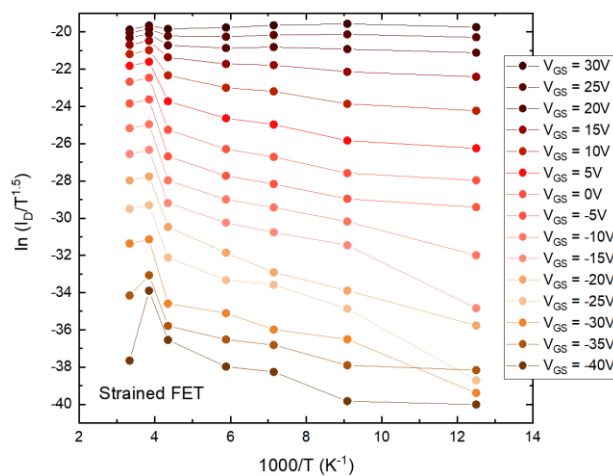 -20
-22
-24
-26
-28
-30
-32
-34
-36
-38
-40
ln (I_D/T^1.5)
2 4 6 8 10 12 14
1000/T (K^-1)
Strained FET
V_GS = 30V
V_GS = 25V
V_GS = 20V
V_GS = 15V
V_GS = 10V
V_GS = 5V
V_GS = 0V
V_GS = -5V
V_GS = -10V
V_GS = -15V
V_GS = -20V
V_GS = -25V
V_GS = -30V
V_GS = -35V
V_GS = -40V